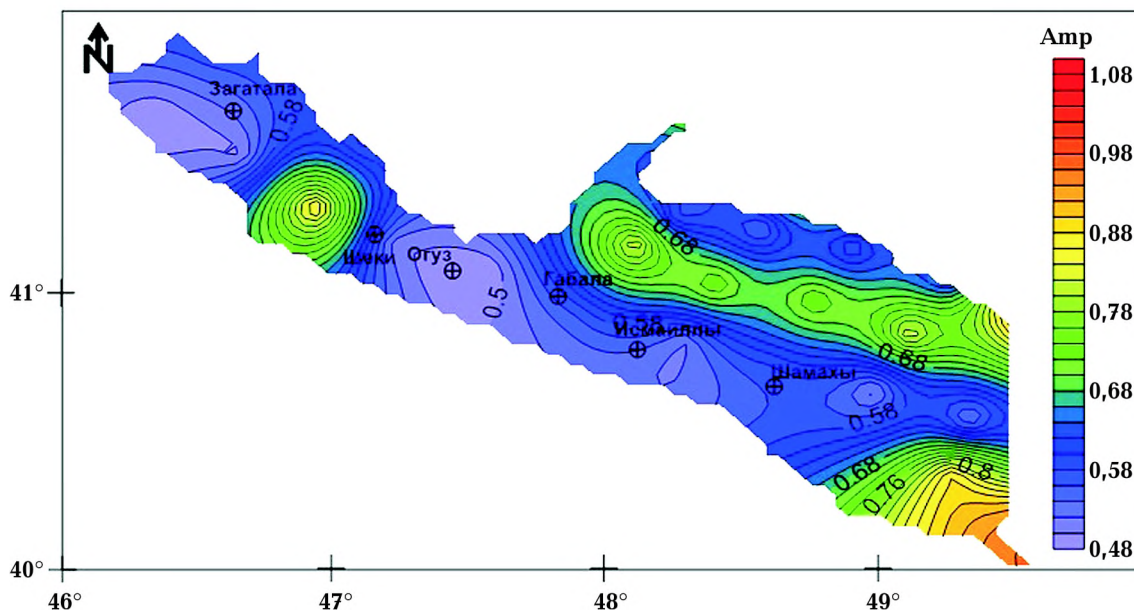 N
Amp
1,08
0,98
0,88
0,78
0,68
0,58
0,48
Загатала
0.58
0.68
Шеки
Огуз
0.5
Габала
0.58
Исмаиллы
0.68
Шамахы
0.58
0.68
0.76
0.8
41°
40°
46°
47°
48°
49°